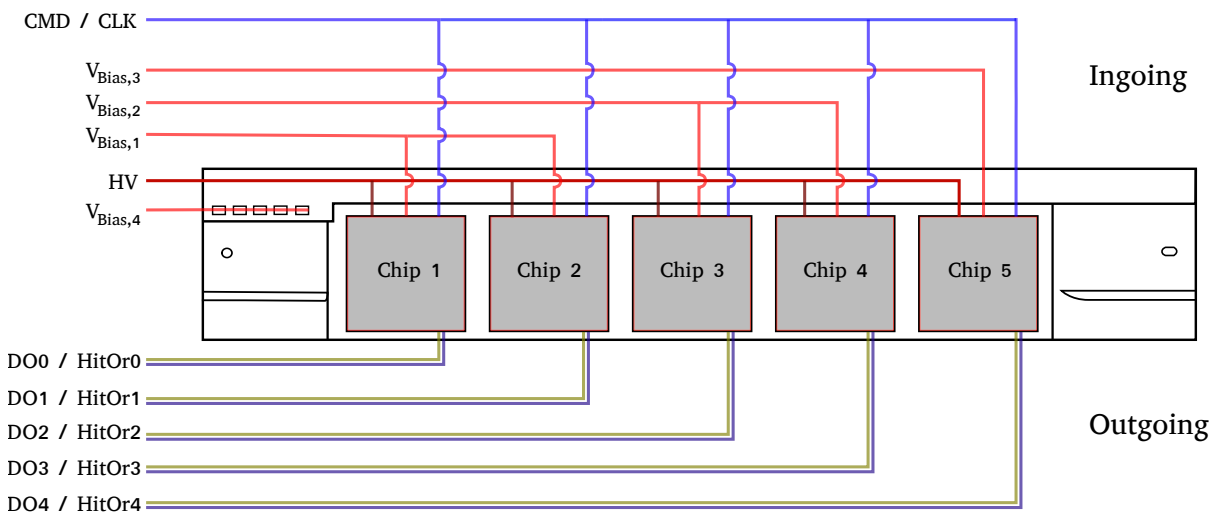 CMD / CLK
V_Bias,3
Ingoing
V_Bias,2
V_Bias,1
HV
V_Bias,4
Chip 1
Chip 2
Chip 3
Chip 4
Chip 5
DO0 / HitOr0
DO1 / HitOr1
DO2 / HitOr2
Outgoing
DO3 / HitOr3
DO4 / HitOr4